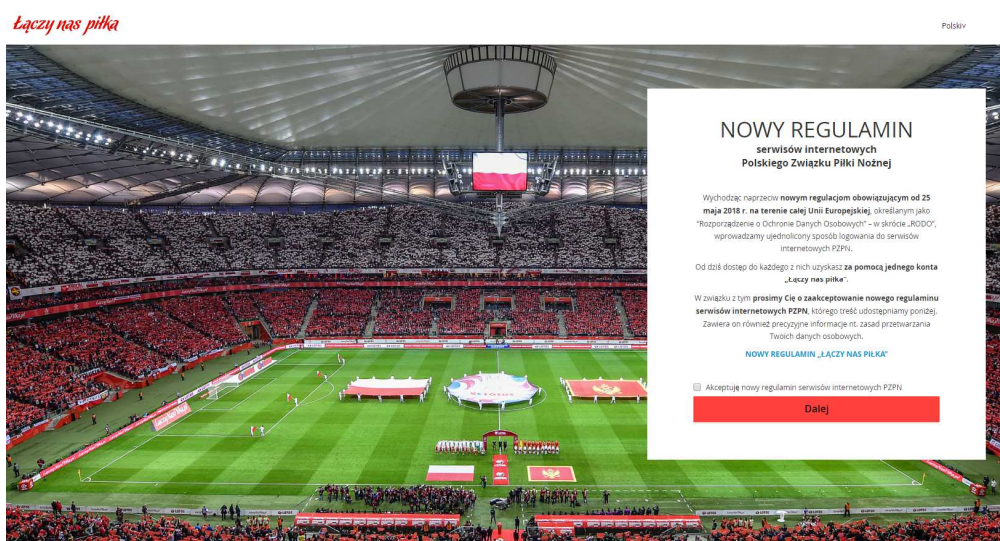 Łączy nas piłka
Polski
NOWY REGULAMIN
serwisów internetowych
Polskiego Związku Piłki Nożnej
Wychodząc naprzeciw nowym regulacjom obowiązującym od 25
maja 2018 r. na terenie całej Unii Europejskiej, określanym jako
"Rozporządzenie o Ochronie Danych Osobowych" – w skrócie „RODO",
wprowadzamy ujednolicony sposób logowania do serwisów
internetowych PZPN.
Od dziś dostęp do każdego z nich uzyskasz za pomocą jednego konta
„Łączy nas piłka".
W związku z tym prosimy Cię o zaakceptowanie nowego regulaminu
serwisów internetowych PZPN, którego treść udostępniamy poniżej.
Zawiera on również precyzyjne informacje nt. zasad przetwarzania
Twoich danych osobowych.
NOWY REGULAMIN „ŁĄCZY NAS PIŁKA"
Akceptuję nowy regulamin serwisów internetowych PZPN
Dalej